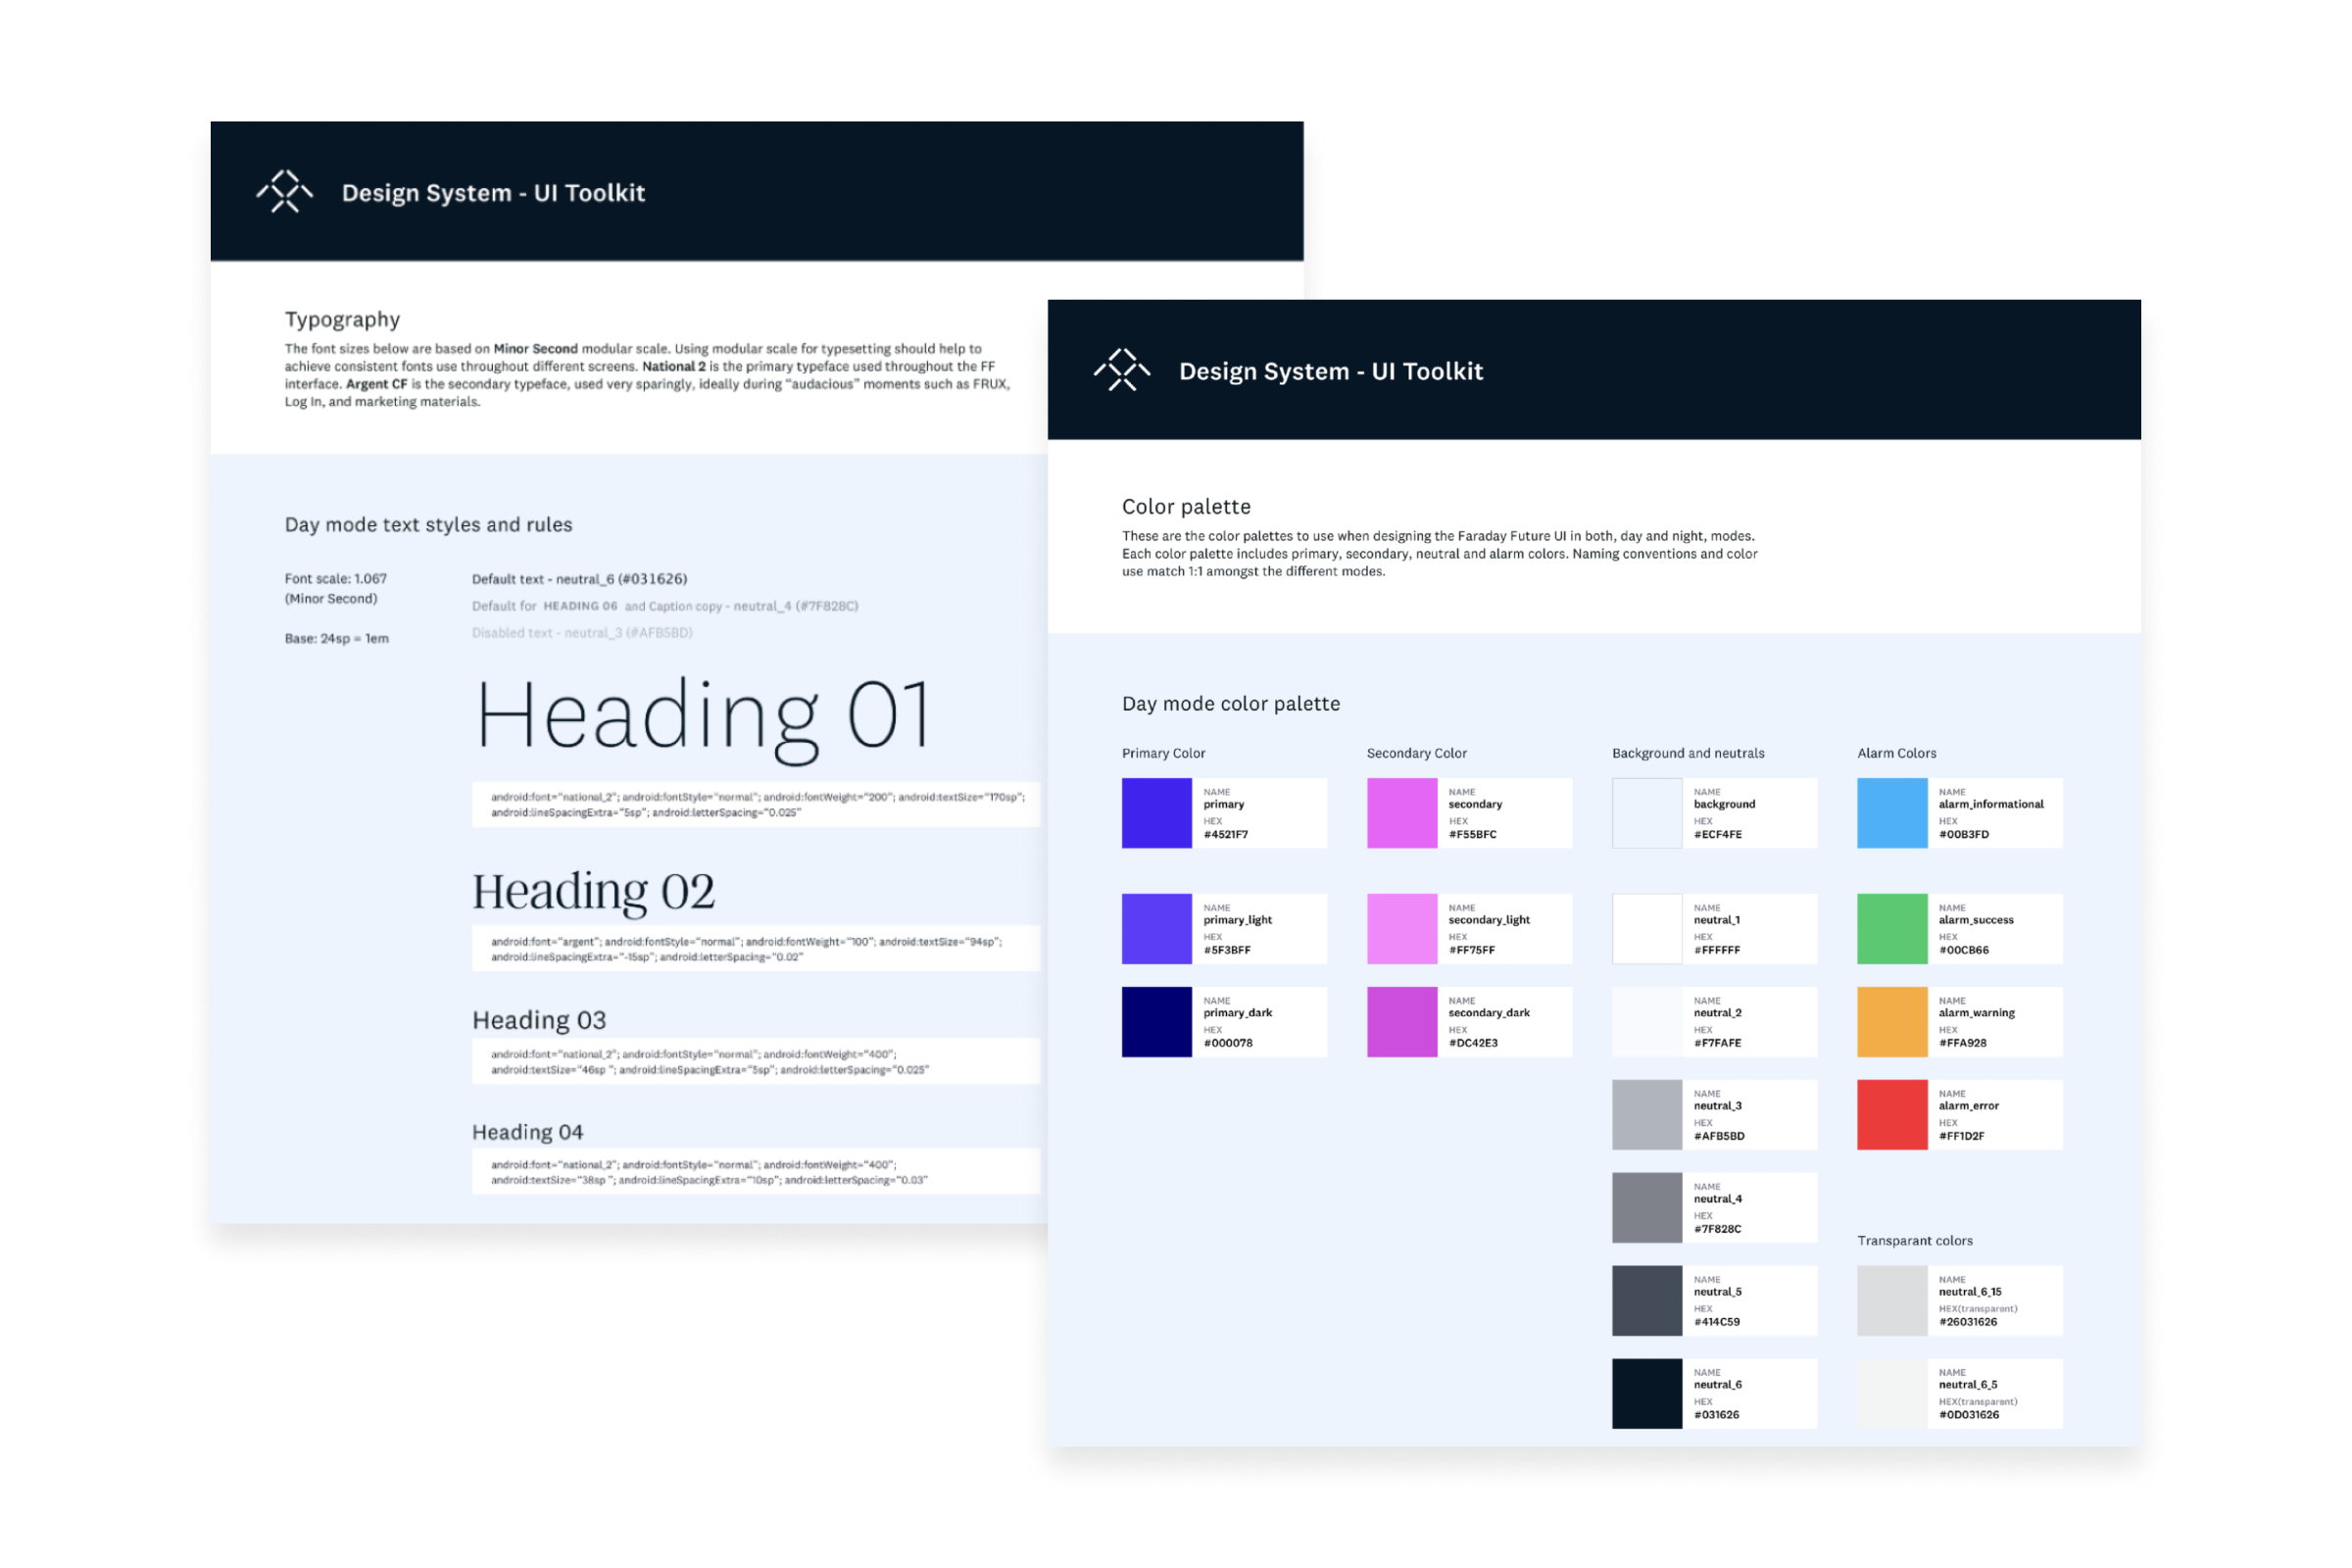 Design System - UI Toolkit
Typography
The font sizes below are based on Minor Second modular scale. Using modular scale for typesetting should help to
achieve consistent fonts use throughout different screens. National 2 is the primary typeface used throughout the FF
interface. Argent CF is the secondary typeface, used very sparingly, ideally during “audacious” moments such as FRUX,
Log In, and marketing materials.
Day mode text styles and rules
Font scale: 1.067
(Minor Second)
Base: 24sp = 1em
Default text - neutral_6 (#031626)
Default for HEADING 06 and Caption copy - neutral_4 (#7F828C)
Disabled text - neutral_3 (#AFB5BD)
Heading 01
android:font="national_2"; android:fontStyle="normal"; android:fontWeight="200"; android:textSize="170sp";
android:lineSpacingExtra="5sp"; android:letterSpacing="0.025"
Heading 02
android:font="argent"; android:fontStyle="normal"; android:fontWeight="100"; android:textSize="94sp";
android:lineSpacingExtra="-15sp"; android:letterSpacing="0.02"
Heading 03
android:font="national_2"; android:fontStyle="normal"; android:fontWeight="400";
android:textSize="46sp "; android:lineSpacingExtra="5sp"; android:letterSpacing="0.025"
Heading 04
android:font="national_2"; android:fontStyle="normal"; android:fontWeight="400";
android:textSize="38sp "; android:lineSpacingExtra="10sp"; android:letterSpacing="0.03"
Design System - UI Toolkit
Color palette
These are the color palettes to use when designing the Faraday Future UI in both, day and night, modes.
Each color palette includes primary, secondary, neutral and alarm colors. Naming conventions and color
use match 1:1 amongst the different modes.
Day mode color palette
Primary Color
NAME
primary
HEX
#4521F7
NAME
primary_light
HEX
#5F3BFF
NAME
primary_dark
HEX
#000078
Secondary Color
NAME
secondary
HEX
#F55BFC
NAME
secondary_light
HEX
#FF75FF
NAME
secondary_dark
HEX
#DC42E3
Background and neutrals
NAME
background
HEX
#ECF4FE
NAME
neutral_1
HEX
#FFFFFF
NAME
neutral_2
HEX
#F7FAFE
NAME
neutral_3
HEX
#AFB5BD
NAME
neutral_4
HEX
#7F828C
NAME
neutral_5
HEX
#414C59
NAME
neutral_6
HEX
#031626
Alarm Colors
NAME
alarm_informational
HEX
#00B3FD
NAME
alarm_success
HEX
#00CB66
NAME
alarm_warning
HEX
#FFA928
NAME
alarm_error
HEX
#FF1D2F
Transparant colors
NAME
neutral_6_15
HEX(transparent)
#26031626
NAME
neutral_6_5
HEX(transparent)
#0D031626